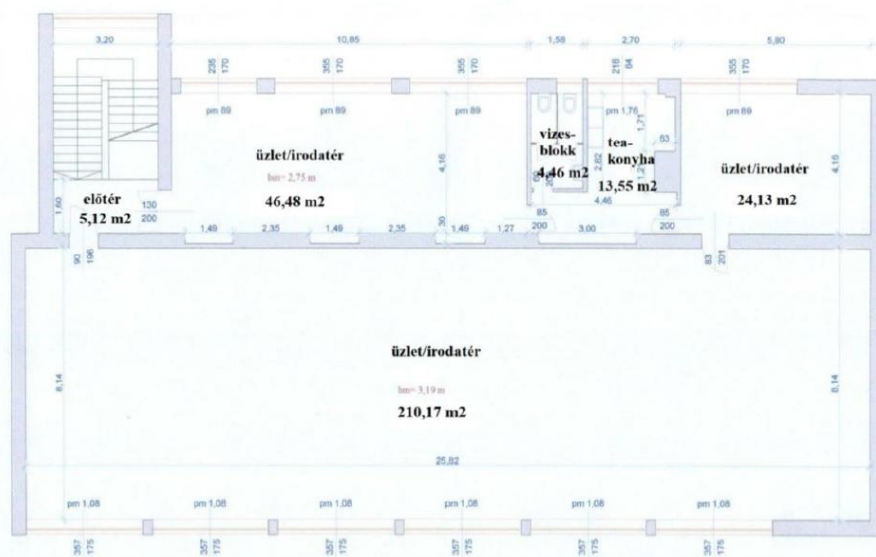 3,20
10,85
1,58
2,70
5,80
235
170
355
170
355
170
218
84
355
170
pm 89
pm 89
pm 89
pm 1,76
pm 89
üzlet/irodatér
bm= 2,75 m
46,48 m2
4,16
vizes-
blokk
4,46 m2
tea-
konyha
13,55 m2
2,62
1,71
63
4,46
üzlet/irodatér
24,13 m2
4,16
előtér
5,12 m2
1,60
130
200
85
200
85
200
1,49
2,35
1,49
2,35
1,49
30
1,27
3,00
90
196
83
201
üzlet/irodatér
bm= 3,19 m
210,17 m2
8,14
8,14
25,82
pm 1,08
pm 1,08
pm 1,08
pm 1,08
pm 1,08
pm 1,08
357
175
357
175
357
175
357
175
357
175
357
175